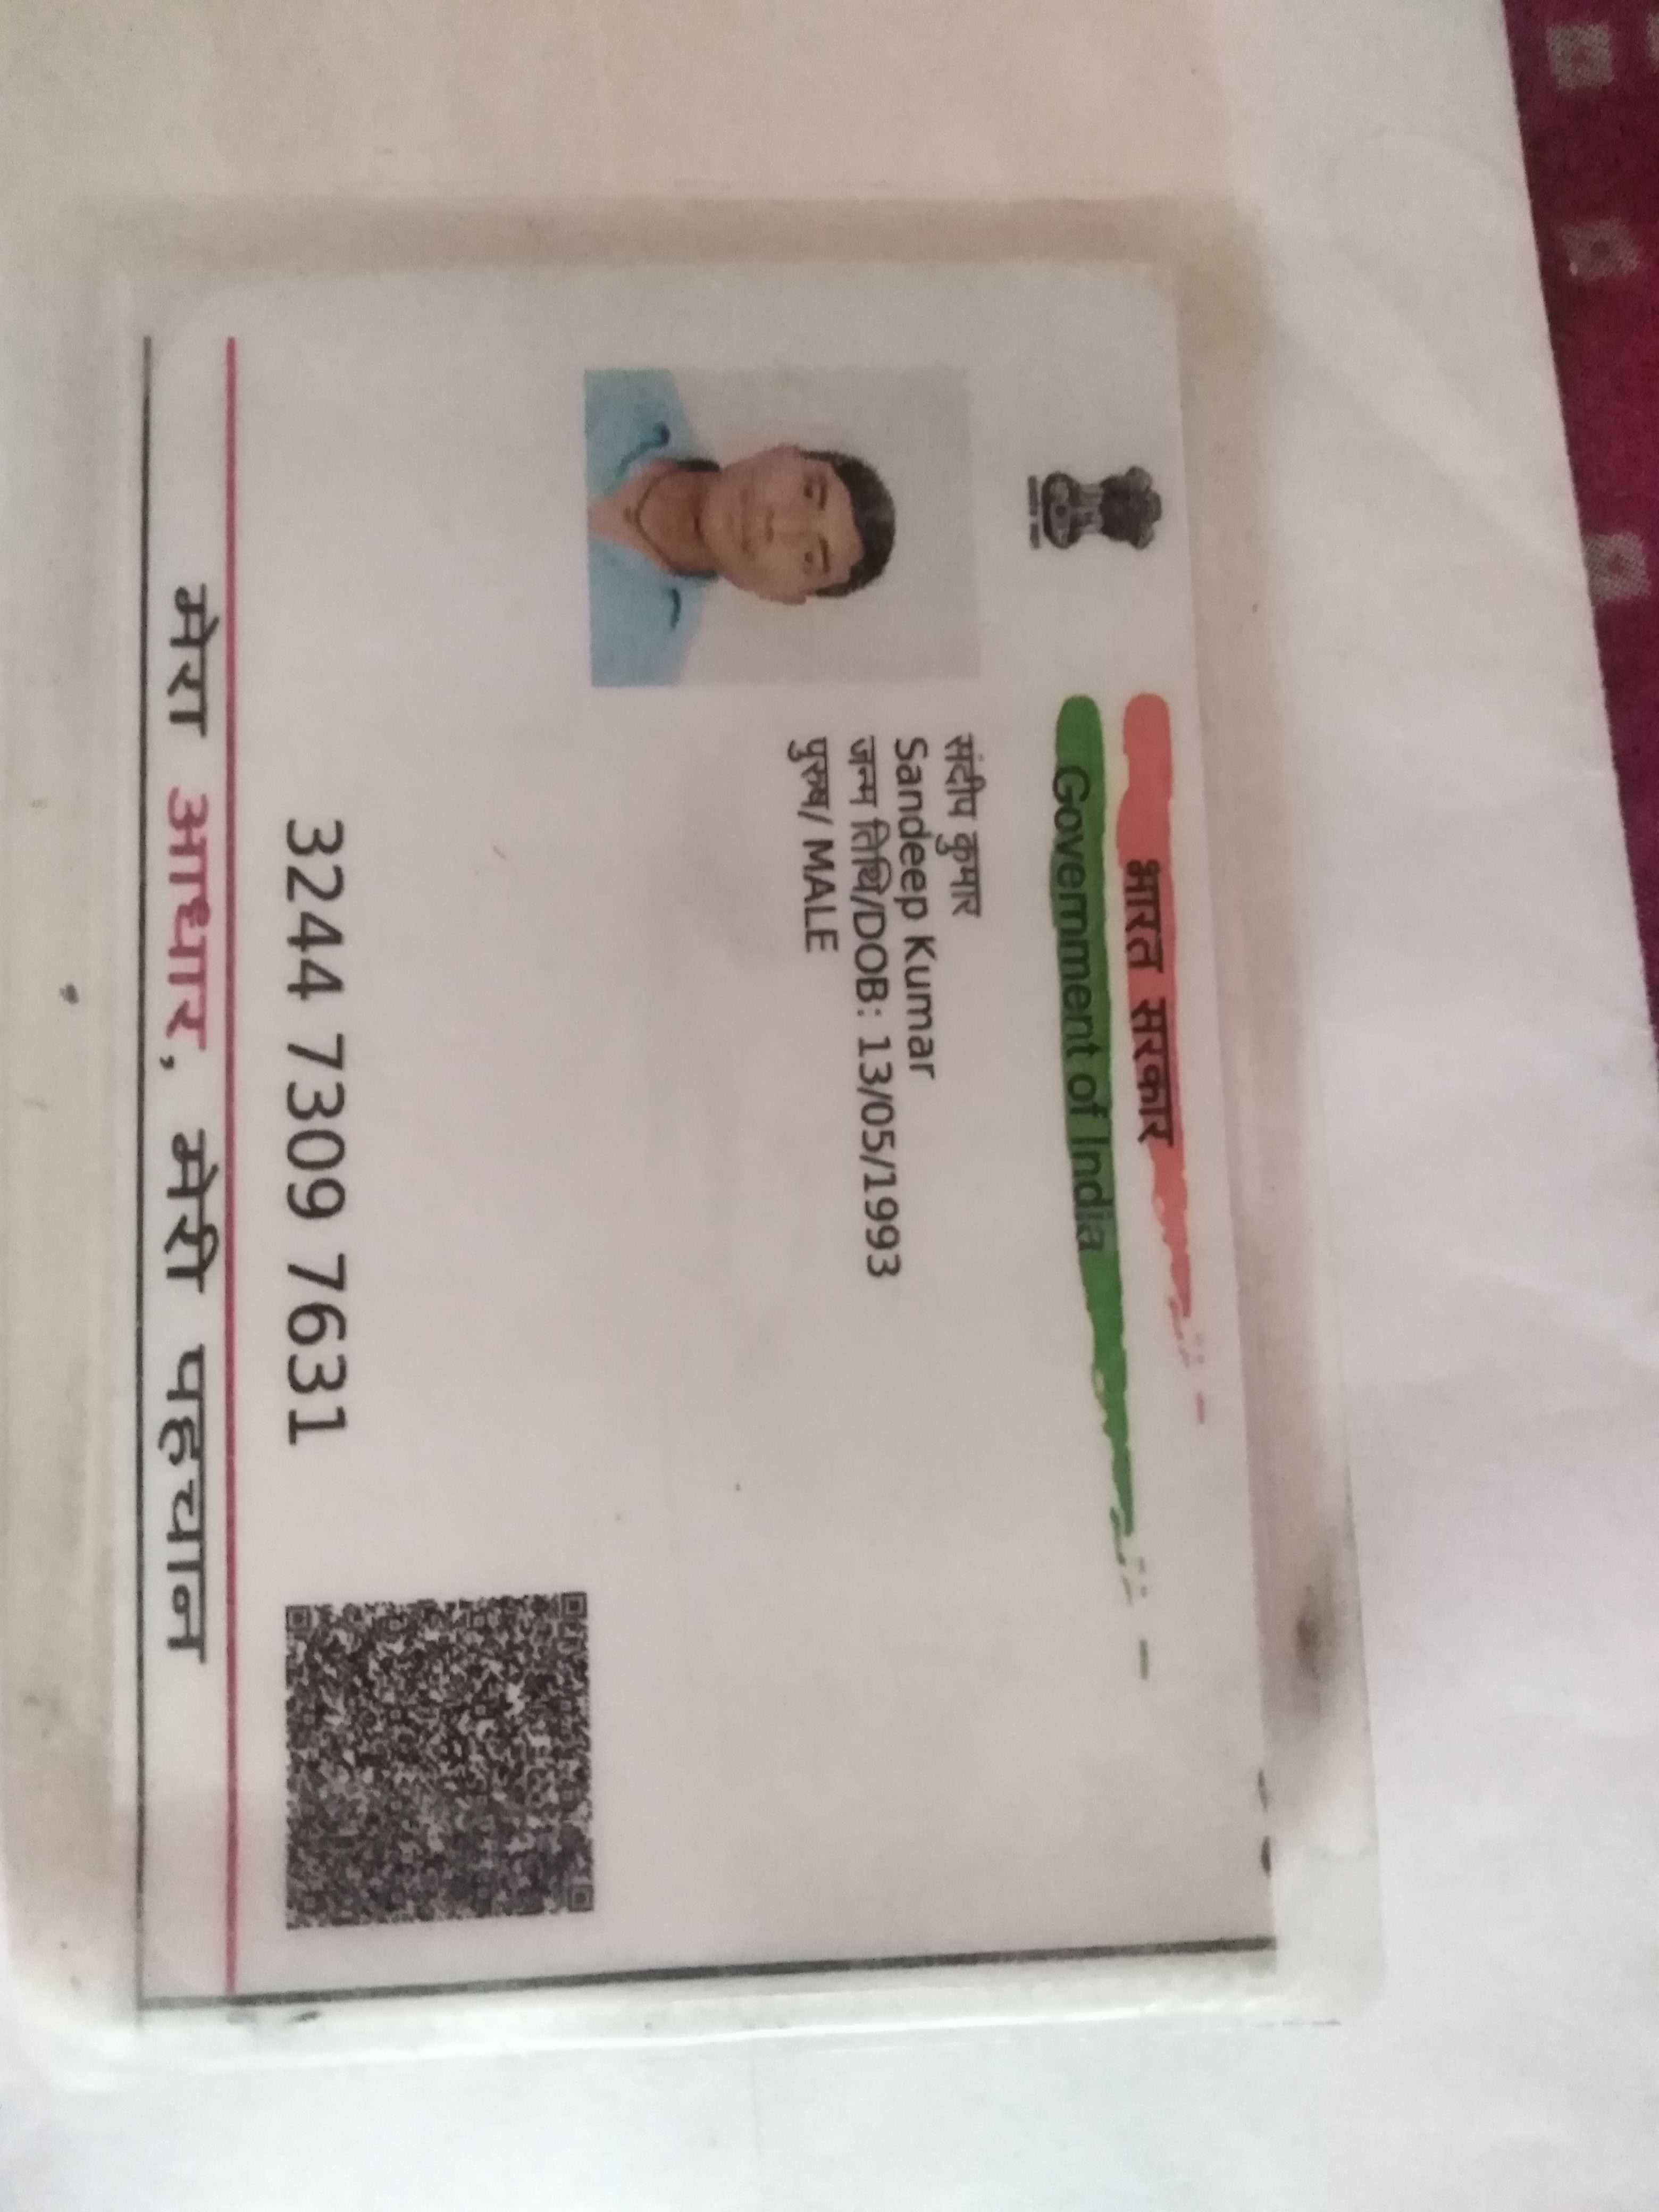 भारत सरकार
Government of India
संदीप कुमार
Sandeep Kumar
जन्म तिथि/DOB: 13/05/1993
पुरुष/ MALE
3244 7309 7631
मेरा आधार, मेरी पहचान